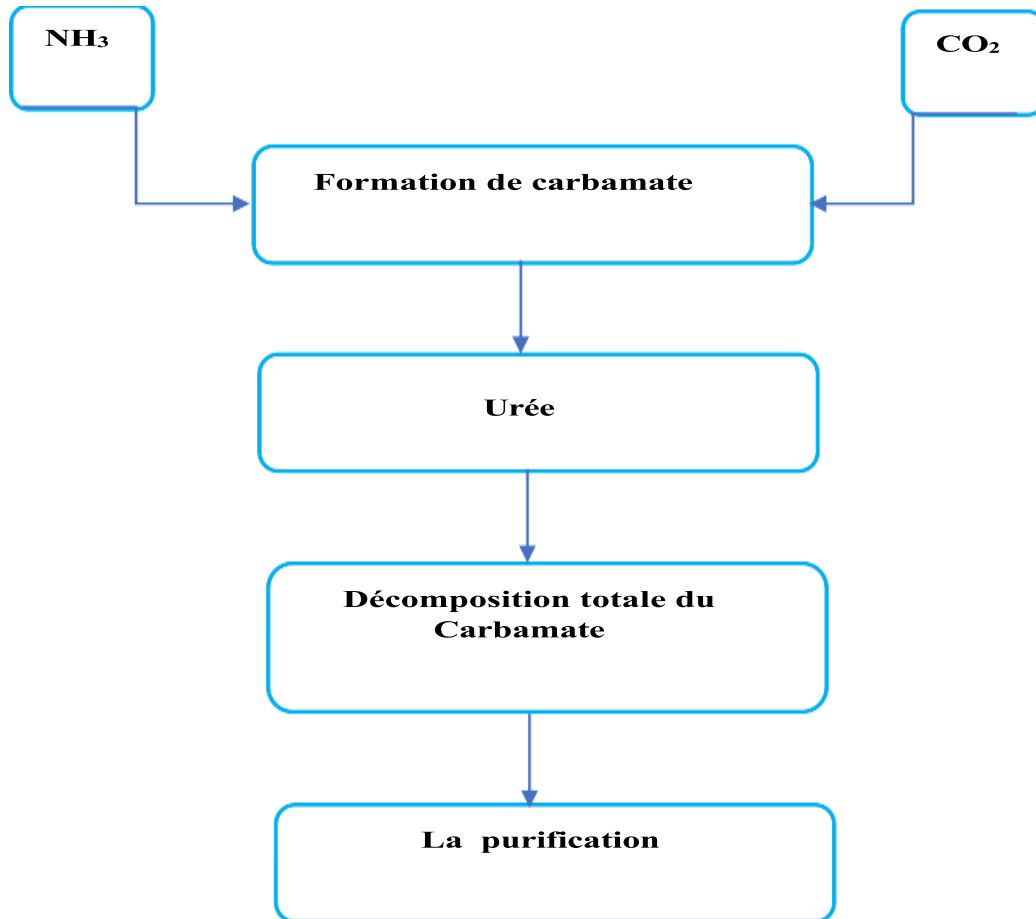 NH₃
CO₂
Formation de carbamate
Urée
Décomposition totale du
Carbamate
La purification